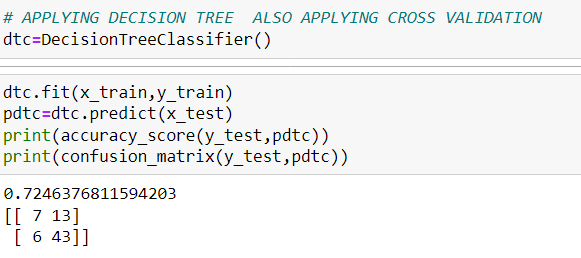 # APPLYING DECISION TREE  ALSO APPLYING CROSS VALIDATION
dtc=DecisionTreeClassifier()
dtc.fit(x_train,y_train)
pdtc=dtc.predict(x_test)
print(accuracy_score(y_test,pdtc))
print(confusion_matrix(y_test,pdtc))
0.7246376811594203
[[ 7 13]
 [ 6 43]]